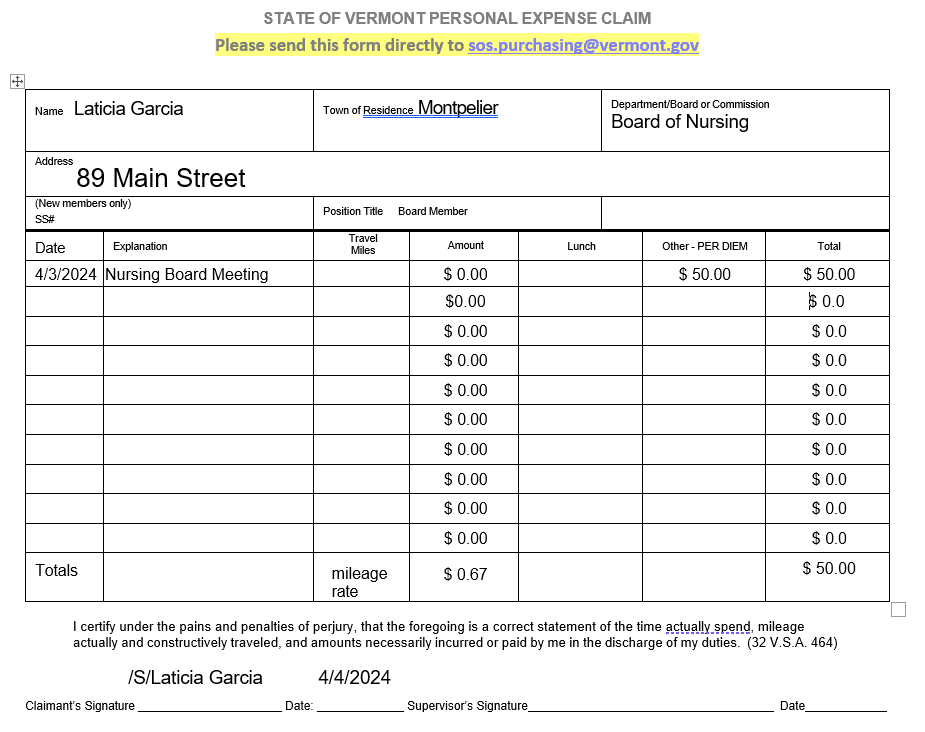 STATE OF VERMONT PERSONAL EXPENSE CLAIM
Please send this form directly to sos.purchasing@vermont.gov
Name Laticia Garcia Town of Residence Montpelier Department/Board or Commission
Board of Nursing
Address
89 Main Street
(New members only)
SS# Position Title Board Member
Date Explanation Travel Miles Amount Lunch Other - PER DIEM Total
4/3/2024 Nursing Board Meeting $ 0.00 $ 50.00 $ 50.00
$0.00 $ 0.0
$ 0.00 $ 0.0
$ 0.00 $ 0.0
$ 0.00 $ 0.0
$ 0.00 $ 0.0
$ 0.00 $ 0.0
$ 0.00 $ 0.0
$ 0.00 $ 0.0
$ 0.00 $ 0.0
Totals mileage rate $ 0.67 $ 50.00
I certify under the pains and penalties of perjury, that the foregoing is a correct statement of the time actually spend, mileage
actually and constructively traveled, and amounts necessarily incurred or paid by me in the discharge of my duties. (32 V.S.A. 464)
/S/Laticia Garcia 4/4/2024
Claimant's Signature Date: Supervisor's Signature Date